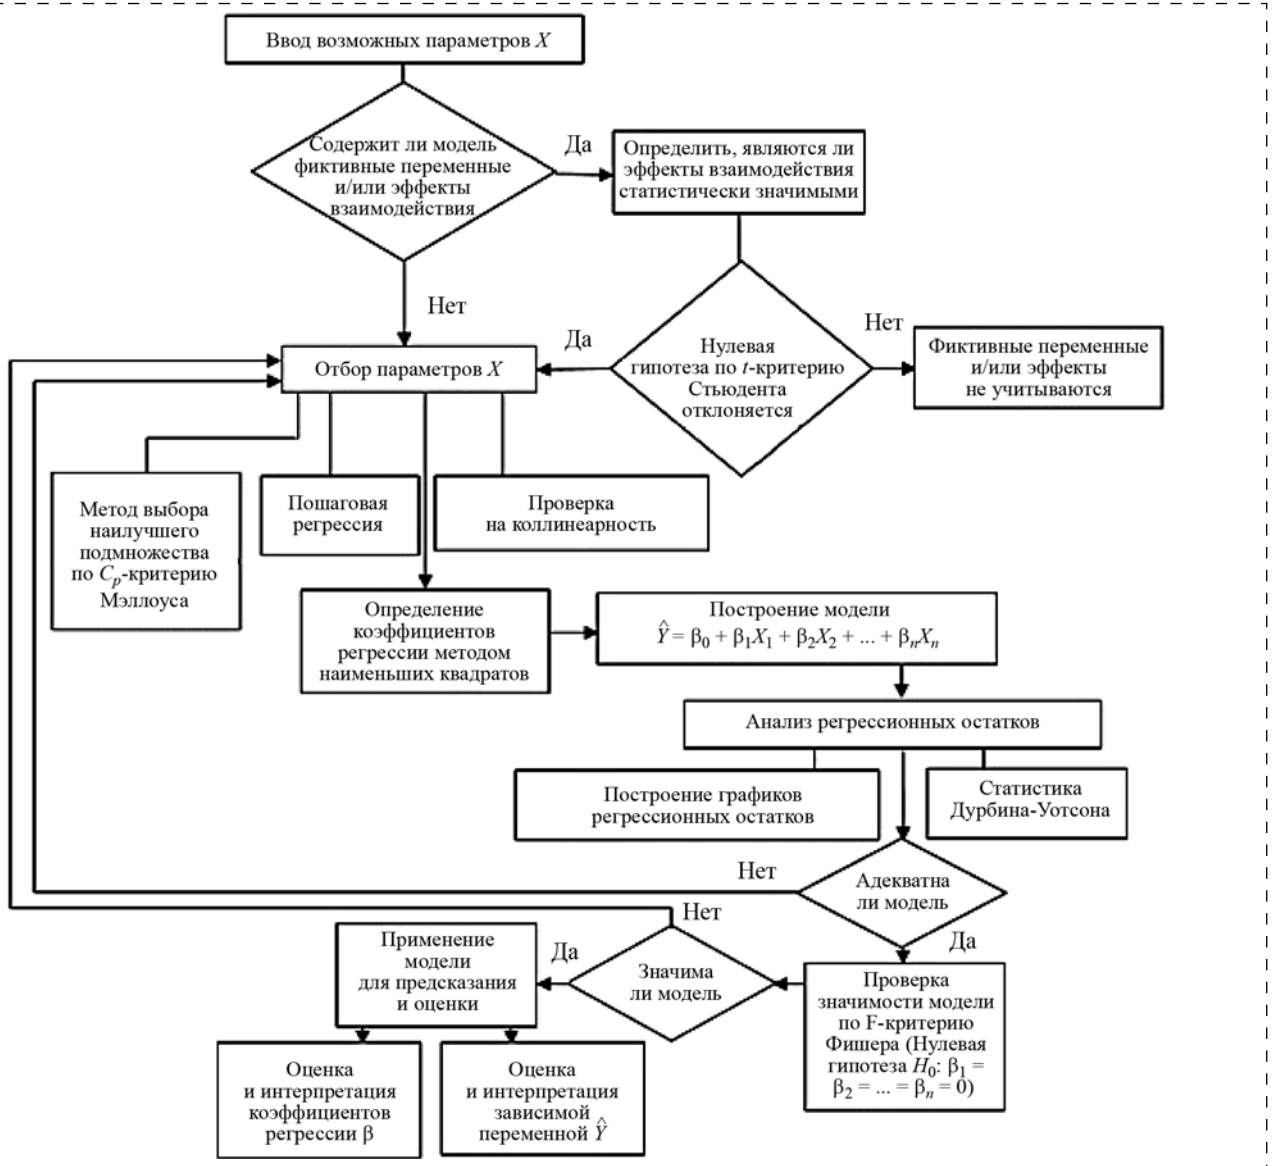 Ввод возможных параметров X
Содержит ли модель
фиктивные переменные
и/или эффекты
взаимодействия
Да
Определить, являются ли
эффекты взаимодействия
статистически значимыми
Нет
Да
Нулевая
гипотеза по t-критерию
Стьюдента
отклоняется
Нет
Фиктивные переменные
и/или эффекты
не учитываются
Отбор параметров X
Метод выбора
наилучшего
подмножества
по Cp-критерию
Мэллоуса
Пошаговая
регрессия
Проверка
на коллинеарность
Определение
коэффициентов
регрессии методом
наименьших квадратов
Построение модели
Ŷ = β0 + β1X1 + β2X2 + ... + βnXn
Анализ регрессионных остатков
Построение графиков
регрессионных остатков
Статистика
Дурбина-Уотсона
Нет
Адекватна
ли модель
Да
Проверка
значимости модели
по F-критерию
Фишера (Нулевая
гипотеза H0: β1 =
β2 = ... = βn = 0)
Нет
Значима
ли модель
Да
Применение
модели
для предсказания
и оценки
Оценка
и интерпретация
коэффициентов
регрессии β
Оценка
и интерпретация
зависимой
переменной Ŷ